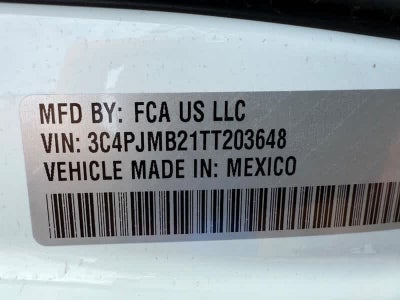 MFD BY: FCA US LLC
VIN: 3C4PJMB21TT203648
VEHICLE MADE IN: MEXICO